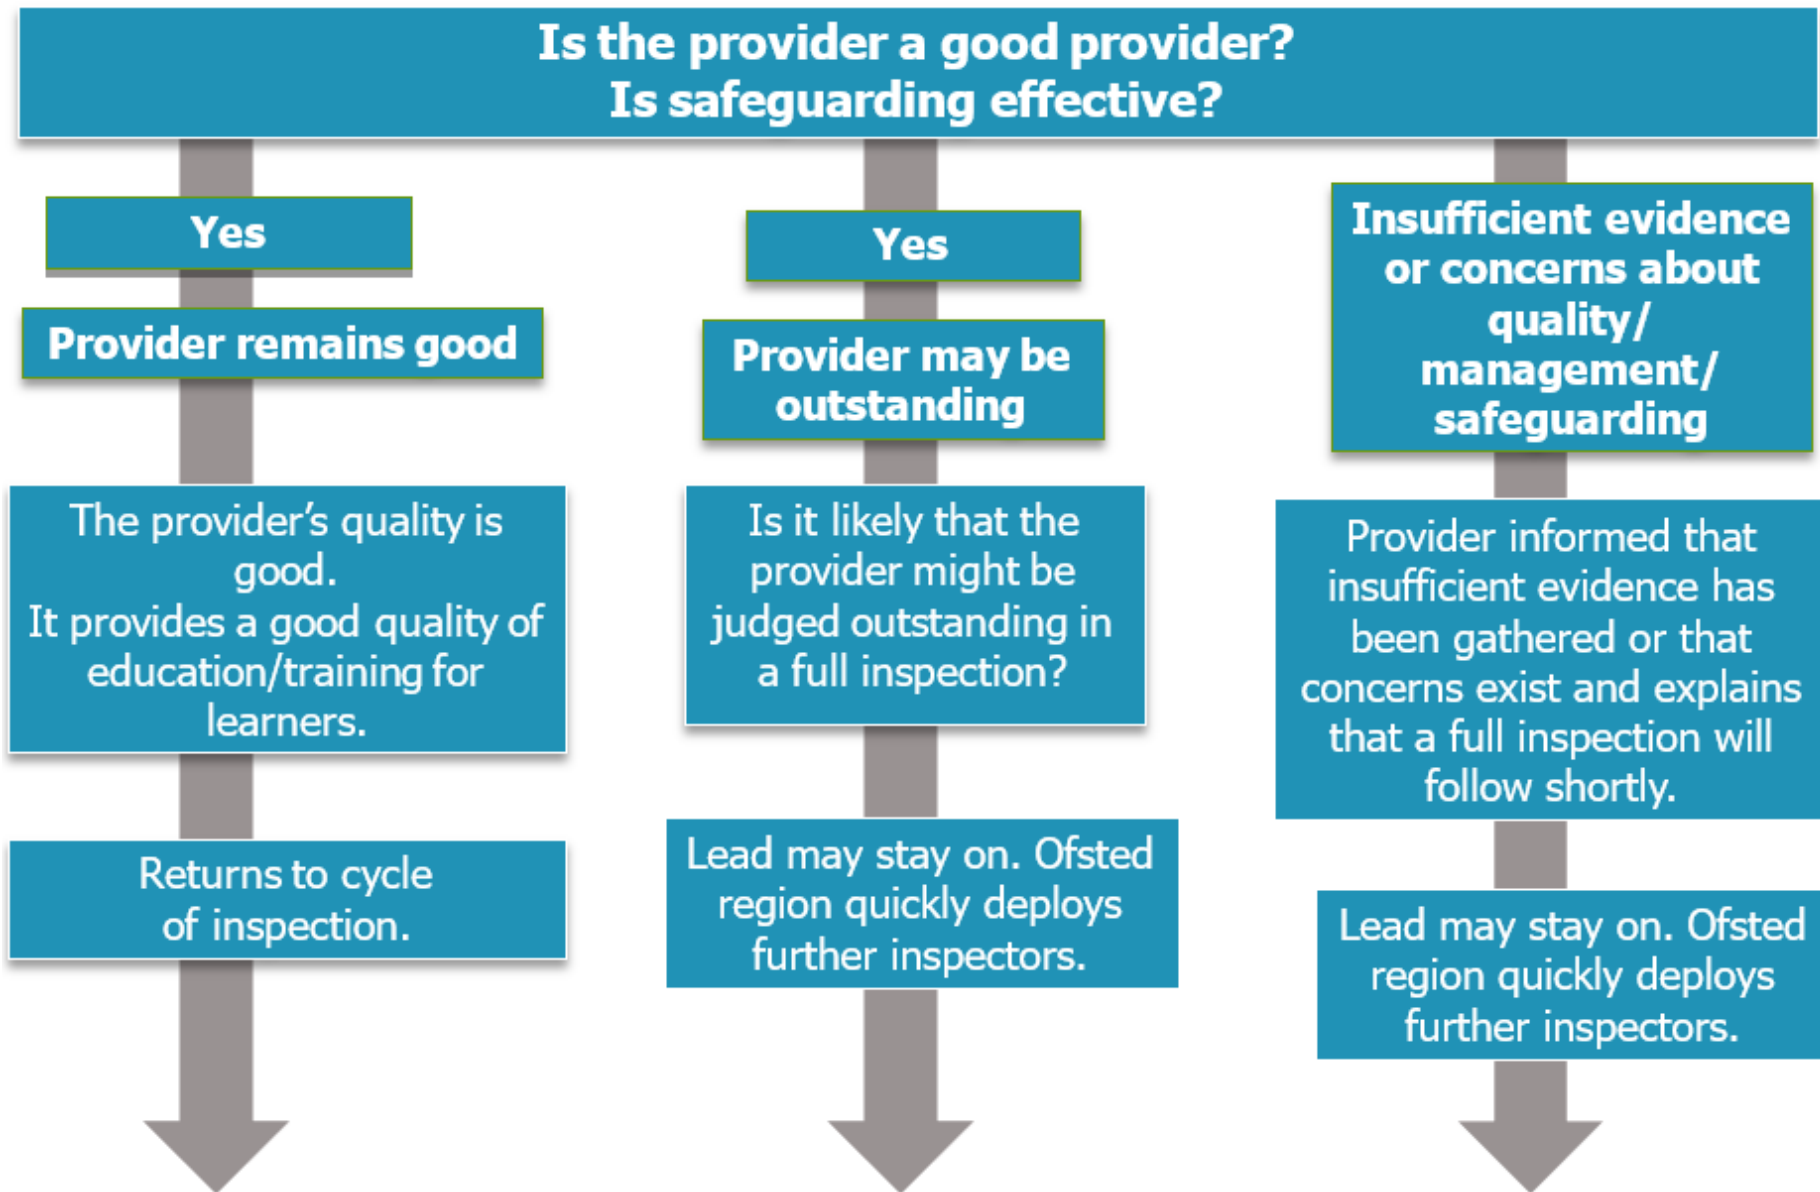 Is the provider a good provider?
Is safeguarding effective?
Yes
Provider remains good
The provider’s quality is
good.
It provides a good quality of
education/training for
learners.
Returns to cycle
of inspection.
Yes
Provider may be
outstanding
Is it likely that the
provider might be
judged outstanding in
a full inspection?
Lead may stay on. Ofsted
region quickly deploys
further inspectors.
Insufficient evidence
or concerns about
quality/
management/
safeguarding
Provider informed that
insufficient evidence has
been gathered or that
concerns exist and explains
that a full inspection will
follow shortly.
Lead may stay on. Ofsted
region quickly deploys
further inspectors.